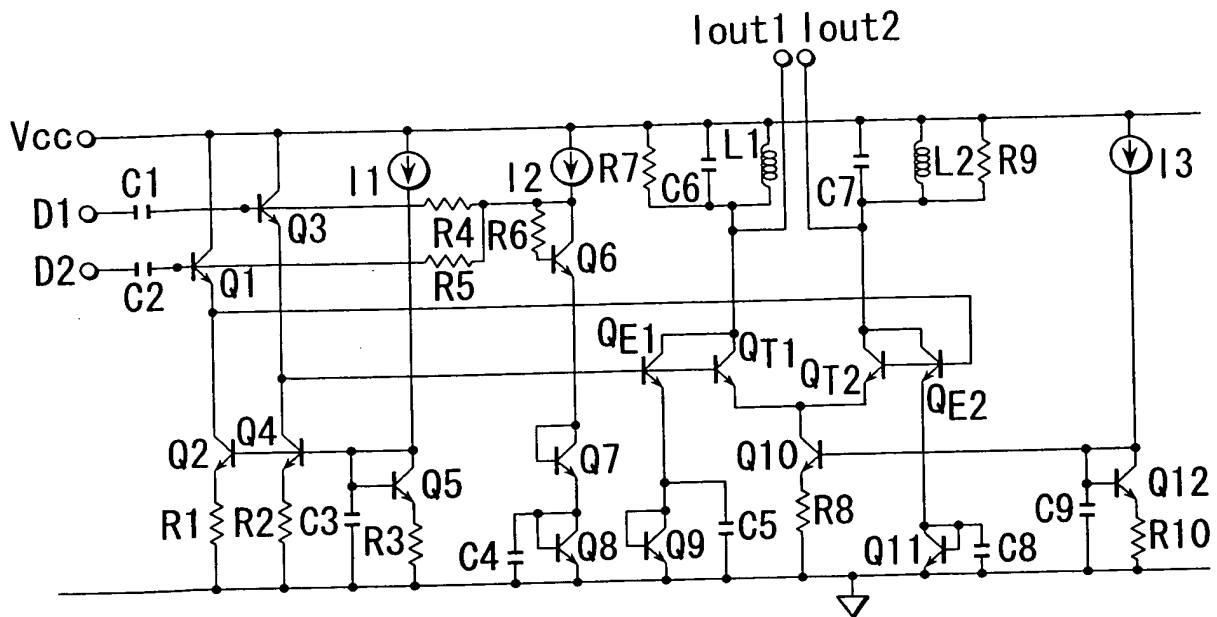 Iout1 Iout2
Vcc
C1
I1
I2
R7
C6
L1
C7
L2
R9
I3
D1
Q3
R4
R6
D2
C2
Q1
R5
Q6
QE1
QT1
QT2
QE2
Q2
Q4
Q5
Q7
Q10
Q12
R1
R2
C3
R3
C4
Q8
Q9
C5
R8
Q11
C8
C9
R10